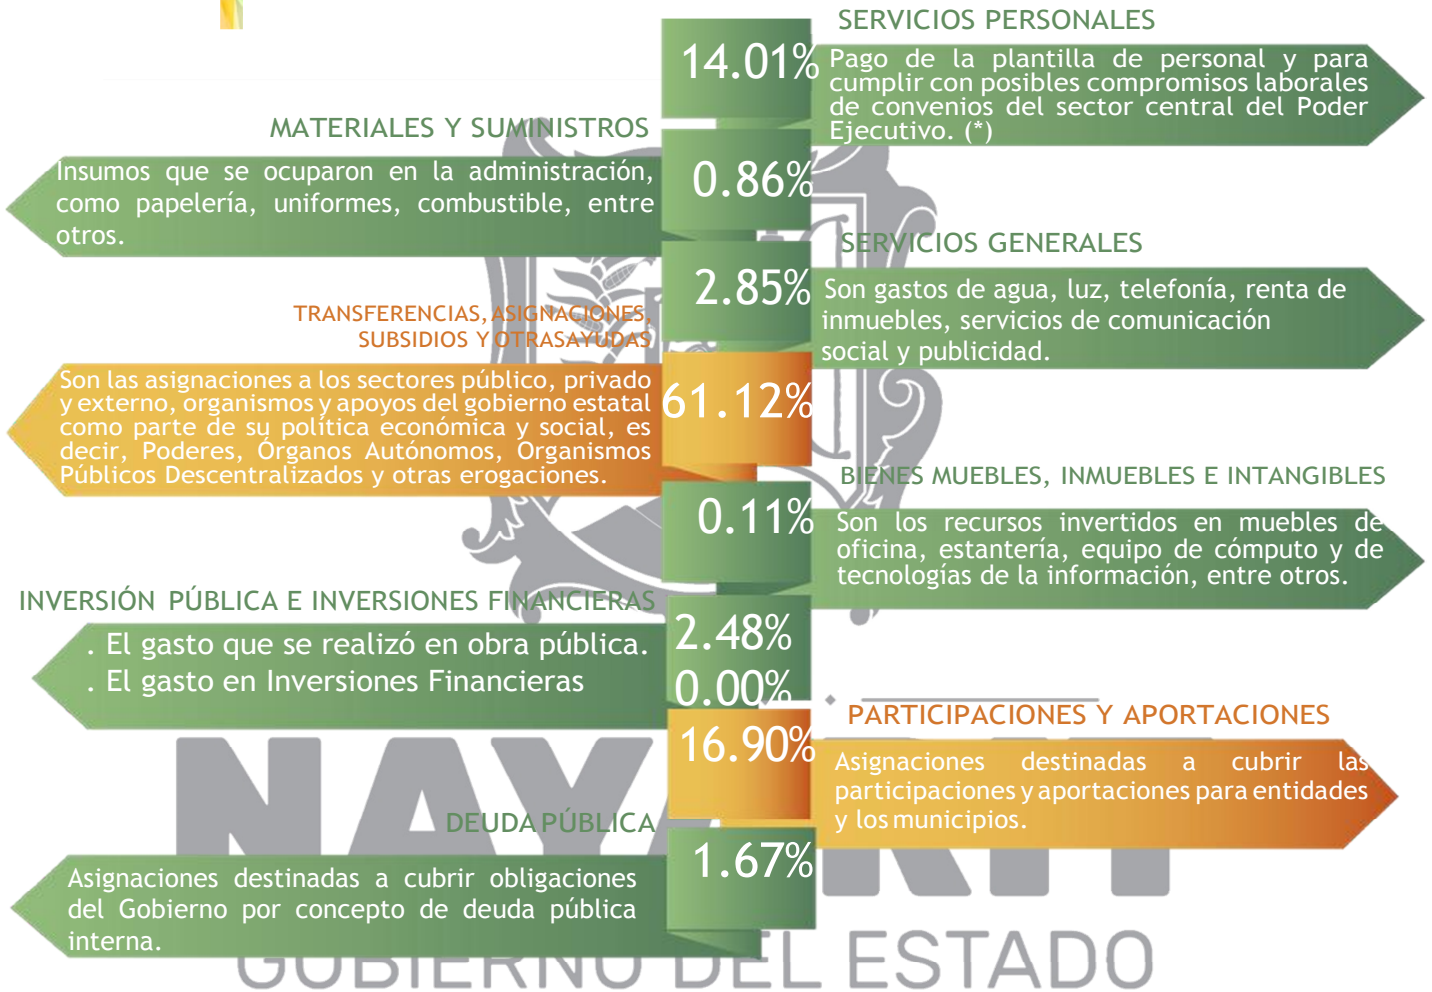 SERVICIOS PERSONALES
14.01%
Pago de la plantilla de personal y para
cumplir con posibles compromisos laborales
de convenios del sector central del Poder
Ejecutivo. (*)
MATERIALES Y SUMINISTROS
0.86%
Insumos que se ocuparon en la administración,
como papelería, uniformes, combustible, entre
otros.
SERVICIOS GENERALES
2.85%
Son gastos de agua, luz, telefonía, renta de
inmuebles, servicios de comunicación
social y publicidad.
TRANSFERENCIAS, ASIGNACIONES,
SUBSIDIOS Y OTRASAYUDAS
61.12%
Son las asignaciones a los sectores público, privado
y externo, organismos y apoyos del gobierno estatal
como parte de su política económica y social, es
decir, Poderes, Órganos Autónomos, Organismos
Públicos Descentralizados y otras erogaciones.
BIENES MUEBLES, INMUEBLES E INTANGIBLES
0.11%
Son los recursos invertidos en muebles de
oficina, estantería, equipo de cómputo y de
tecnologías de la información, entre otros.
INVERSIÓN PÚBLICA E INVERSIONES FINANCIERAS
2.48%
. El gasto que se realizó en obra pública.
. El gasto en Inversiones Financieras
0.00%
PARTICIPACIONES Y APORTACIONES
16.90%
Asignaciones destinadas a cubrir las
participaciones y aportaciones para entidades
y los municipios.
DEUDA PÚBLICA
1.67%
Asignaciones destinadas a cubrir obligaciones
del Gobierno por concepto de deuda pública
interna.
NAYARIT
GOBIERNO DEL ESTADO